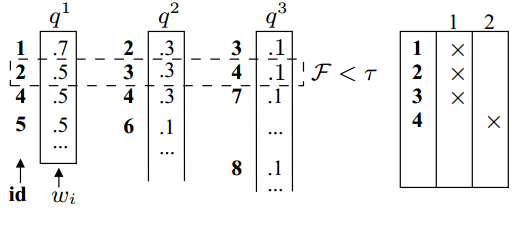 q¹ q² q³ 1 2
1 .7 2 .3 3 .1 1 ×
2 .5 3 .3 4 .1 F < τ 2 ×
4 .5 4 .3 7 .1 3 ×
5 .5 6 .1 ... 4 ×
... ... 8 .1
...
id wᵢ